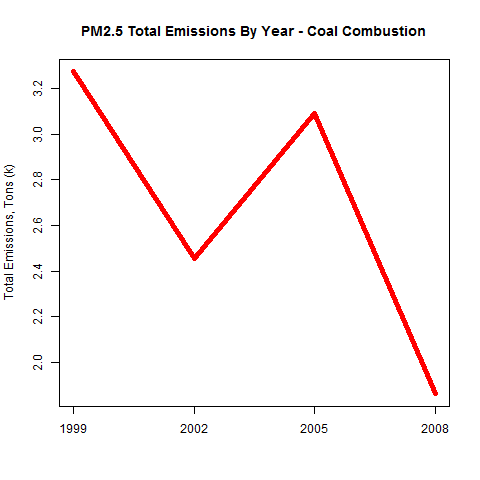 PM2.5 Total Emissions By Year - Coal Combustion
Total Emissions, Tons (k)
3.2
3.0
2.8
2.6
2.4
2.2
2.0
1999 2002 2005 2008